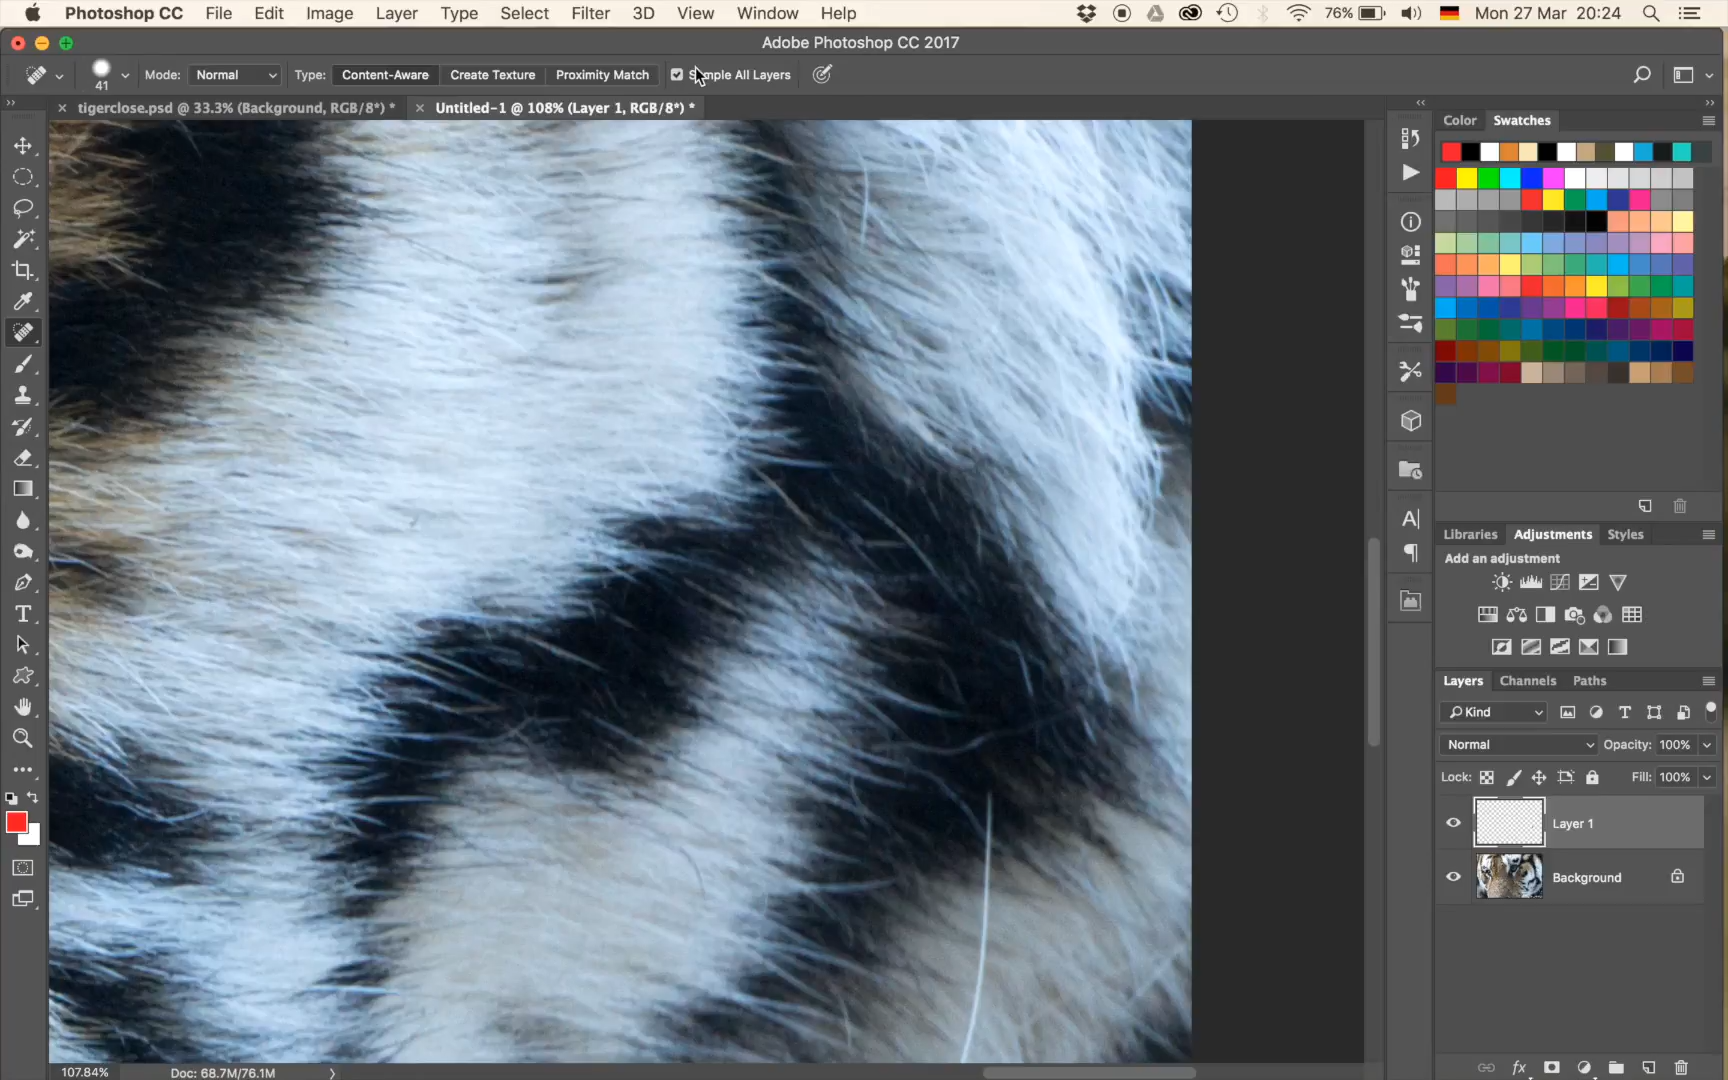 Photoshop CC File Edit Image Layer Type Select Filter 3D View Window Help 76% Mon 27 Mar 20:24
Adobe Photoshop CC 2017
41 Mode: Normal Type: Content-Aware Create Texture Proximity Match Sample All Layers
tigerclose.psd @ 33.3% (Background, RGB/8*) * Untitled-1 @ 108% (Layer 1, RGB/8*) *
Color Swatches
Libraries Adjustments Styles
Add an adjustment
Layers Channels Paths
Kind
Normal Opacity: 100%
Lock: Fill: 100%
Layer 1
Background
107.84% Doc: 68.7M/76.1M